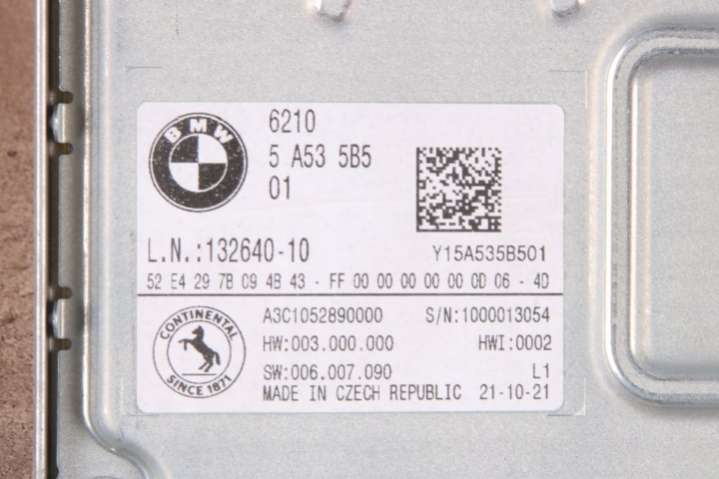 BMW
6210
5 A53 5B5
01
L.N.:132640-10
Y15A535B501
52 E4 29 7B 09 4B 43 - FF 00 00 00 00 00 0D 06 - 4D
CONTINENTAL
SINCE 1871
A3C1052890000 S/N:1000013054
HW:003.000.000 HWI:0002
SW:006.007.090 L1
MADE IN CZECH REPUBLIC 21-10-21